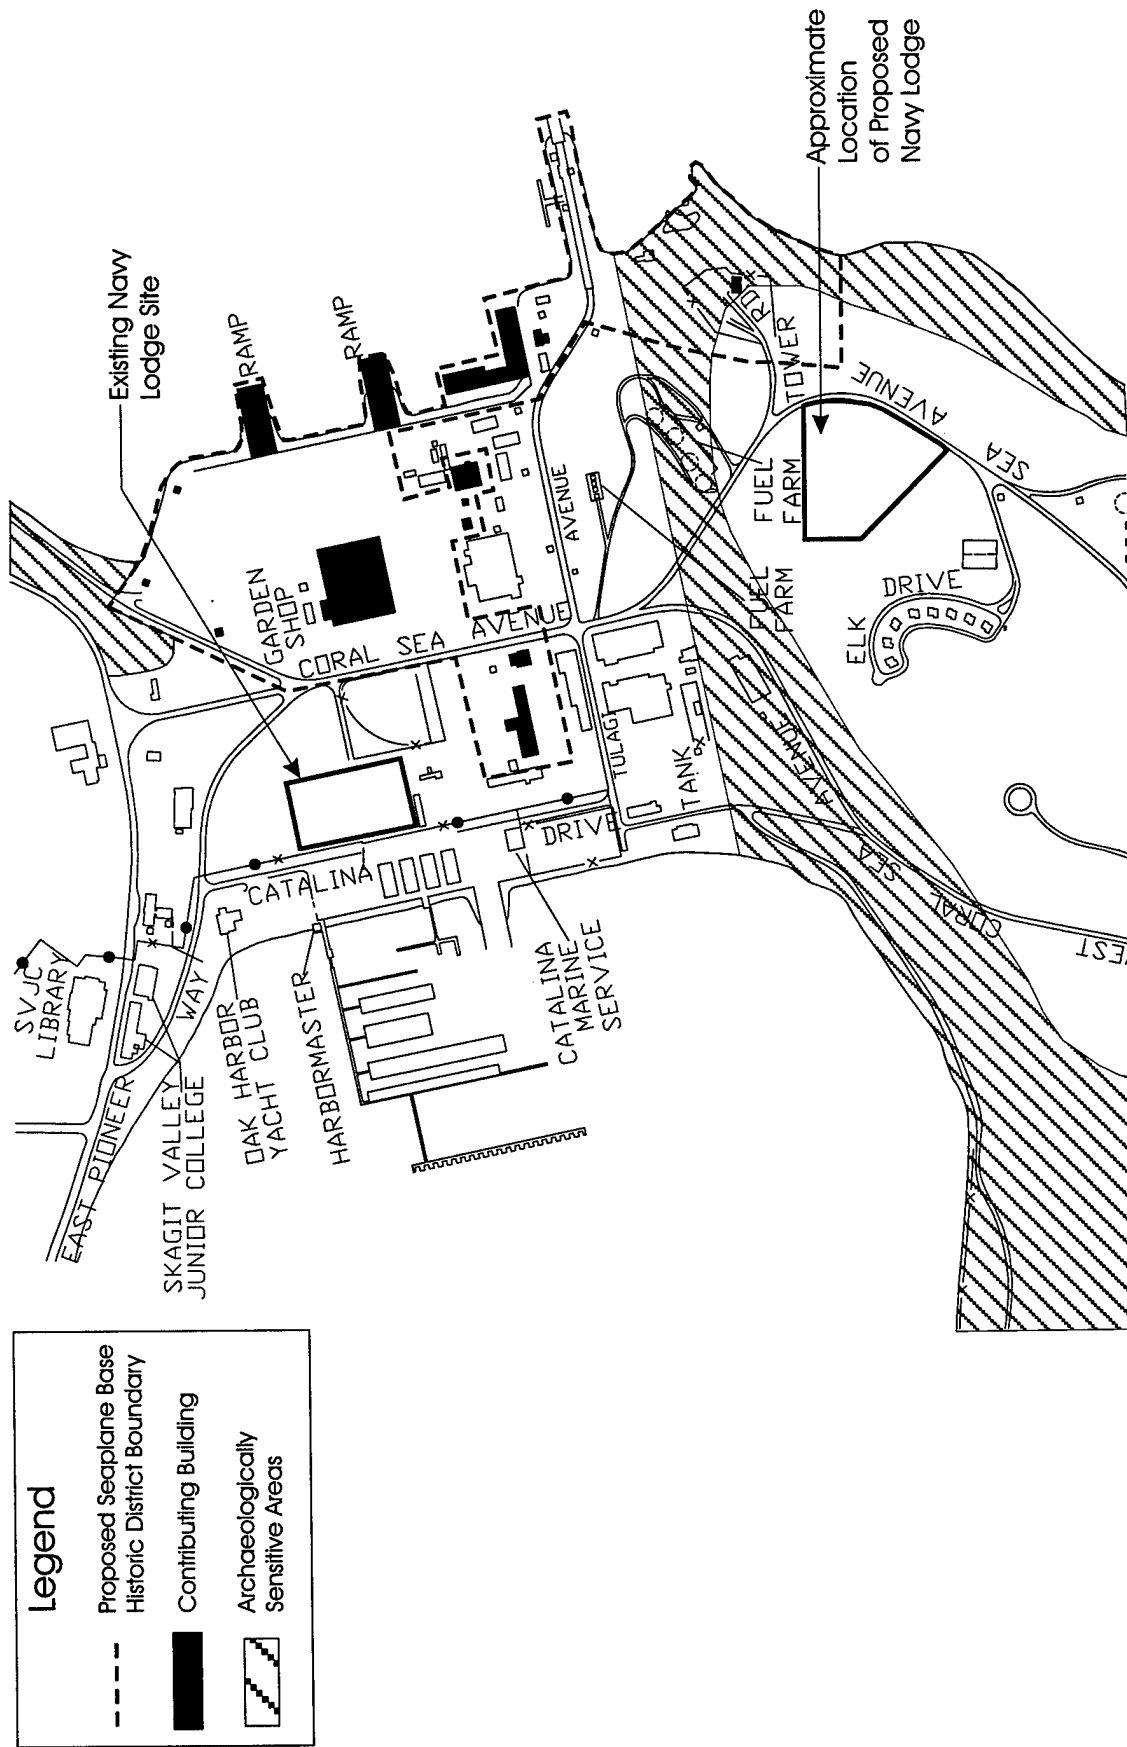 Legend
Proposed Seaplane Base
Historic District Boundary
Contributing Building
Archaeologically
Sensitive Areas
Existing Navy
Lodge Site
RAMP
RAMP
Approximate
Location
of Proposed
Navy Lodge
GARDEN
SHOP
CORAL SEA AVENUE
AVENUE
TULAGI
TOWER
RD
SEA
AVENUE
FUEL
FARM
FUEL
FARM
ELK
DRIVE
TANK
CATALINA
DRIVE
CORAL
SEA
AVENUE
SVJC
LIBRARY
EAST PIONEER
WAY
SKAGIT VALLEY
JUNIOR COLLEGE
OAK HARBOR
YACHT CLUB
HARBORMASTER
CATALINA
MARINE
SERVICE